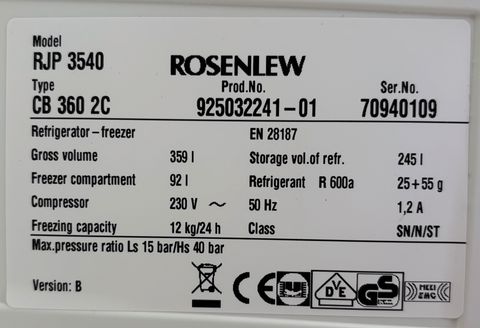 Model
RJP 3540
ROSENLEW
Type Prod.No. Ser.No.
CB 360 2C 925032241-01 70940109
Refrigerator-freezer EN 28187
Gross volume 359 l Storage vol.of refr. 245 l
Freezer compartment 92 l Refrigerant R 600a 25+55 g
Compressor 230 V ~ 50 Hz 1,2 A
Freezing capacity 12 kg/24 h Class SN/N/ST
Max.pressure ratio Ls 15 bar/Hs 40 bar
Version: B
CE DVE GS